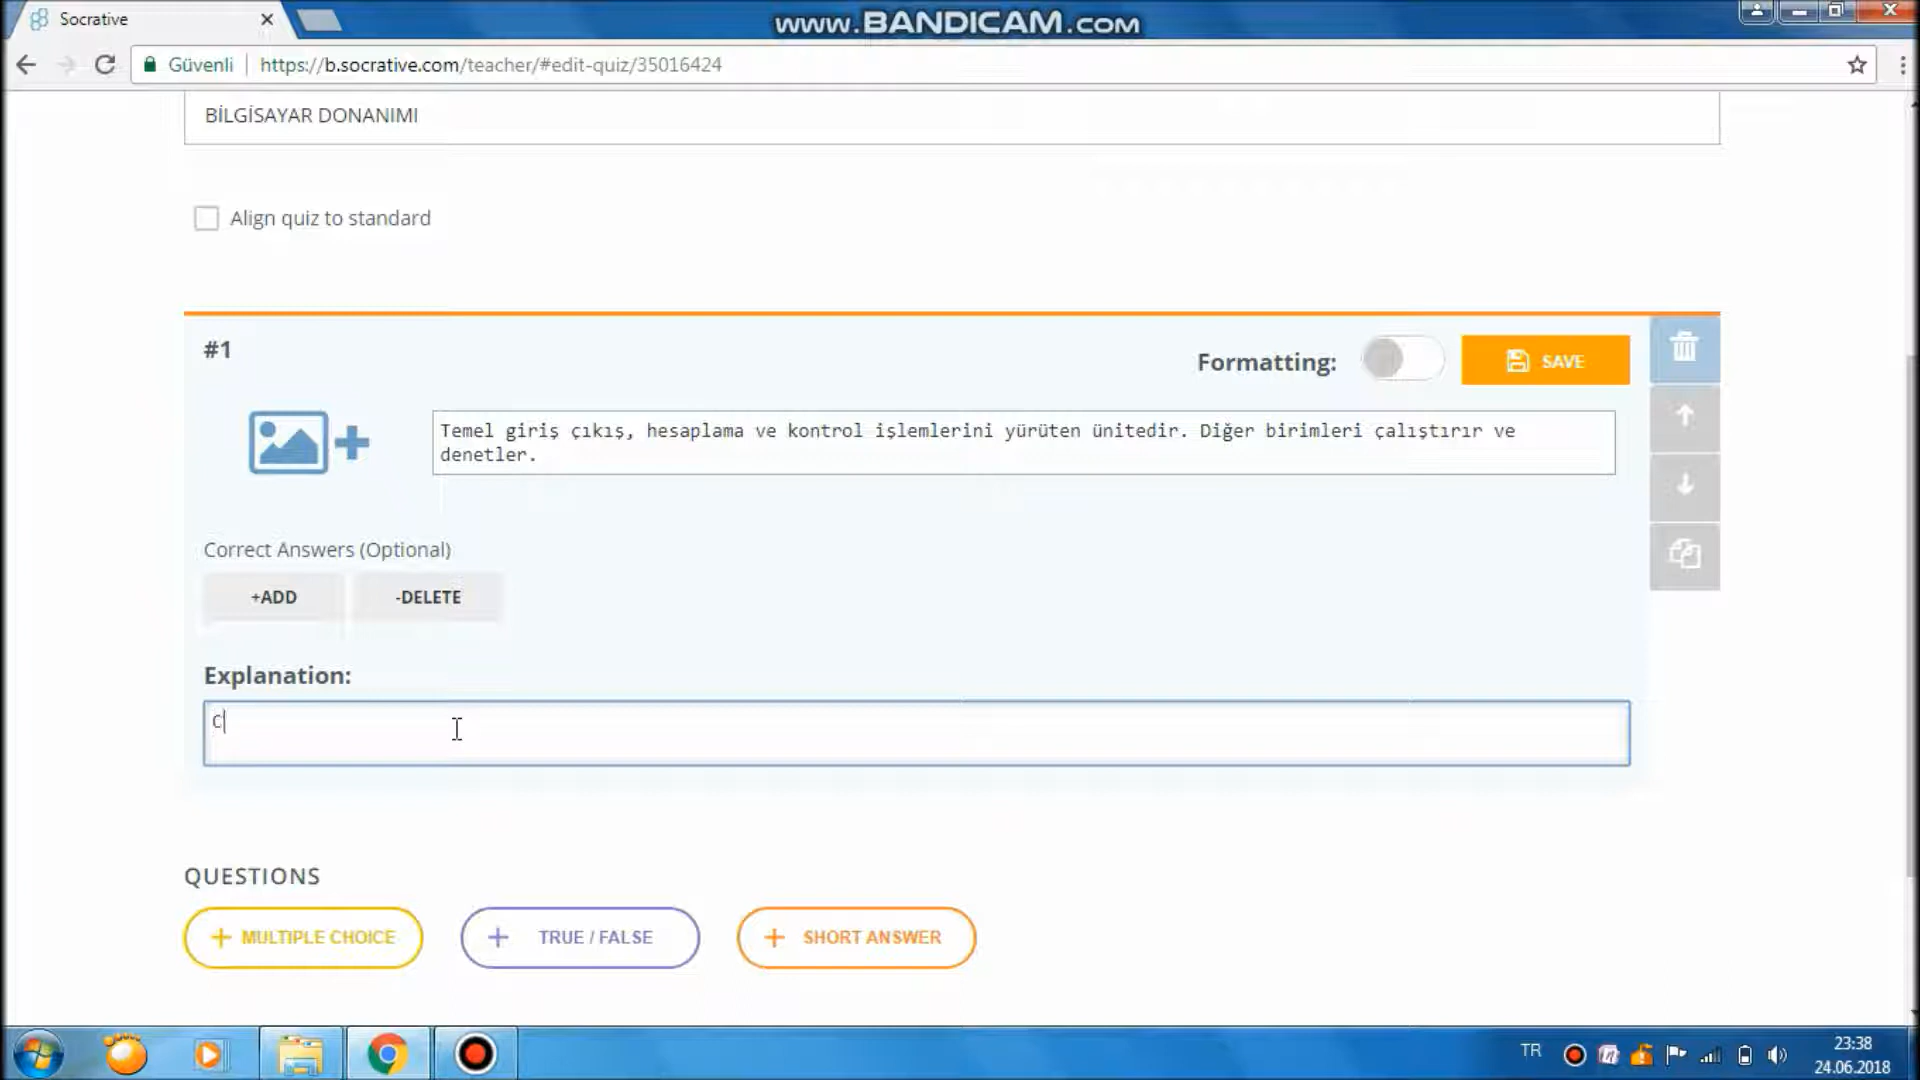 Socrative
www.BANDICAM.com
Güvenli
https://b.socrative.com/teacher/#edit-quiz/35016424
BİLGİSAYAR DONANIMI
Align quiz to standard
#1
Formatting:
SAVE
Temel giriş çıkış, hesaplama ve kontrol işlemlerini yürüten ünitedir. Diğer birimleri çalıştırır ve
denetler.
Correct Answers (Optional)
+ADD
-DELETE
Explanation:
C
QUESTIONS
+ MULTIPLE CHOICE
+ TRUE / FALSE
+ SHORT ANSWER
TR
23:38
24.06.2018